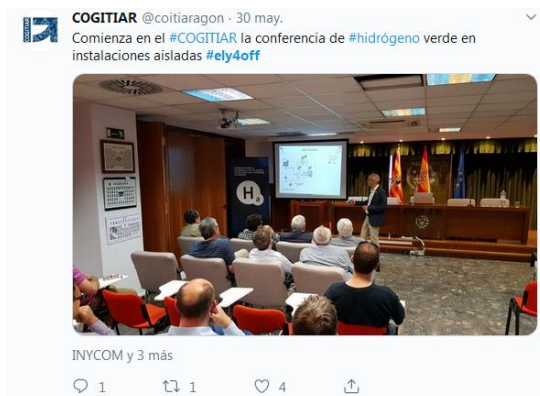 COGITIAR @coitiaragon · 30 may.
Comienza en el #COGITIAR la conferencia de #hidrógeno verde en
instalaciones aisladas #ely4off
Ha
INYCOM y 3 más
1 1 4